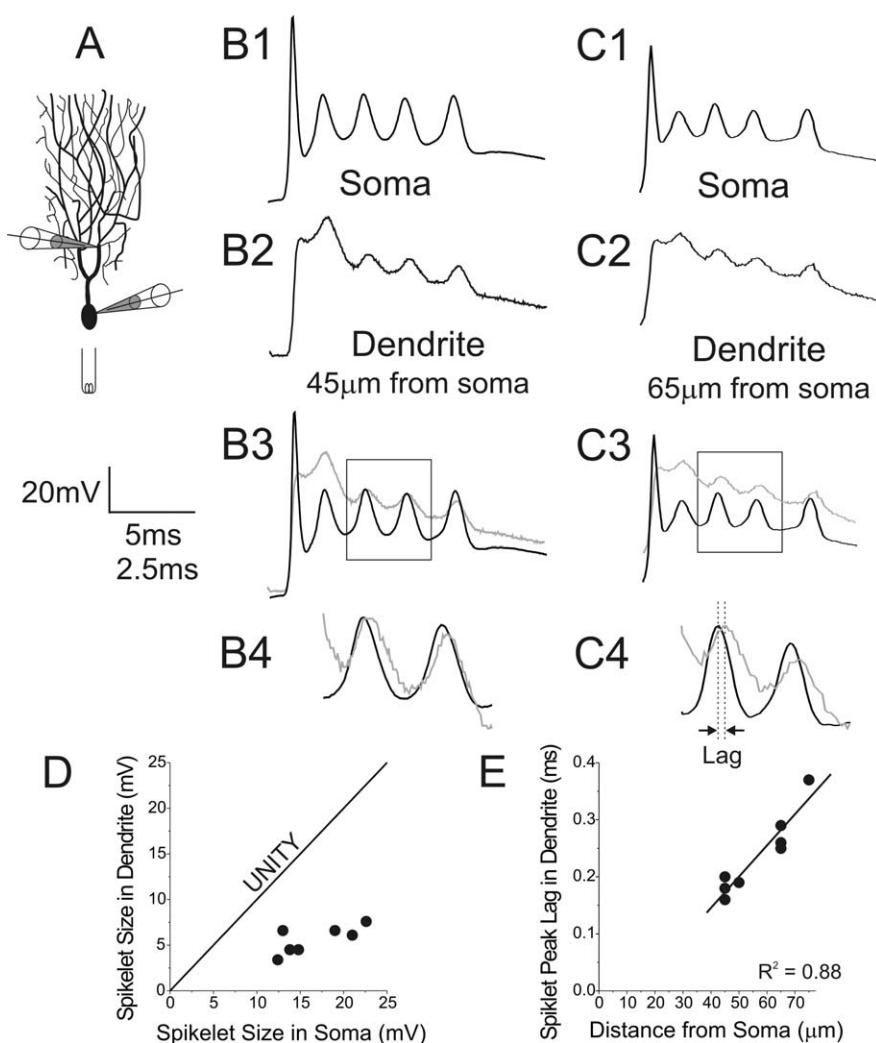 A
B1
Soma
C1
Soma
B2
Dendrite
45μm from soma
C2
Dendrite
65μm from soma
20mV
5ms
2.5ms
B3
C3
B4
C4
Lag
D
Spikelet Size in Dendrite (mV)
25
20
15
10
5
0
UNITY
0 5 10 15 20 25
Spikelet Size in Soma (mV)
E
Spiklet Peak Lag in Dendrite (ms)
0.4
0.3
0.2
0.1
0.0
R² = 0.88
0 10 20 30 40 50 60 70
Distance from Soma (μm)